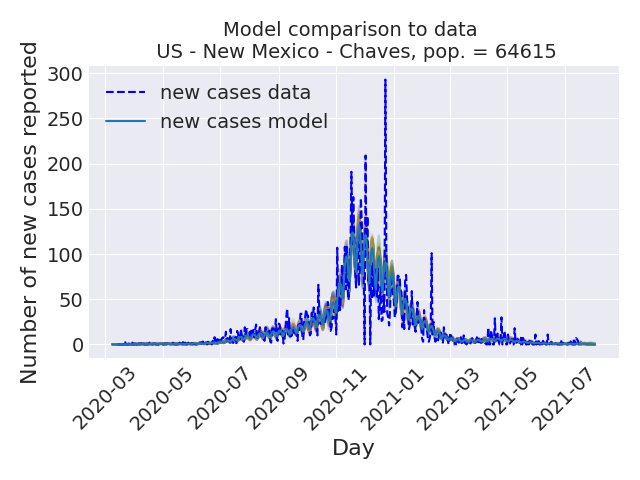 Model comparison to data
US - New Mexico - Chaves, pop. = 64615
Number of new cases reported
300
250
200
150
100
50
0
new cases data
new cases model
2020-03
2020-05
2020-07
2020-09
2020-11
2021-01
2021-03
2021-05
2021-07
Day